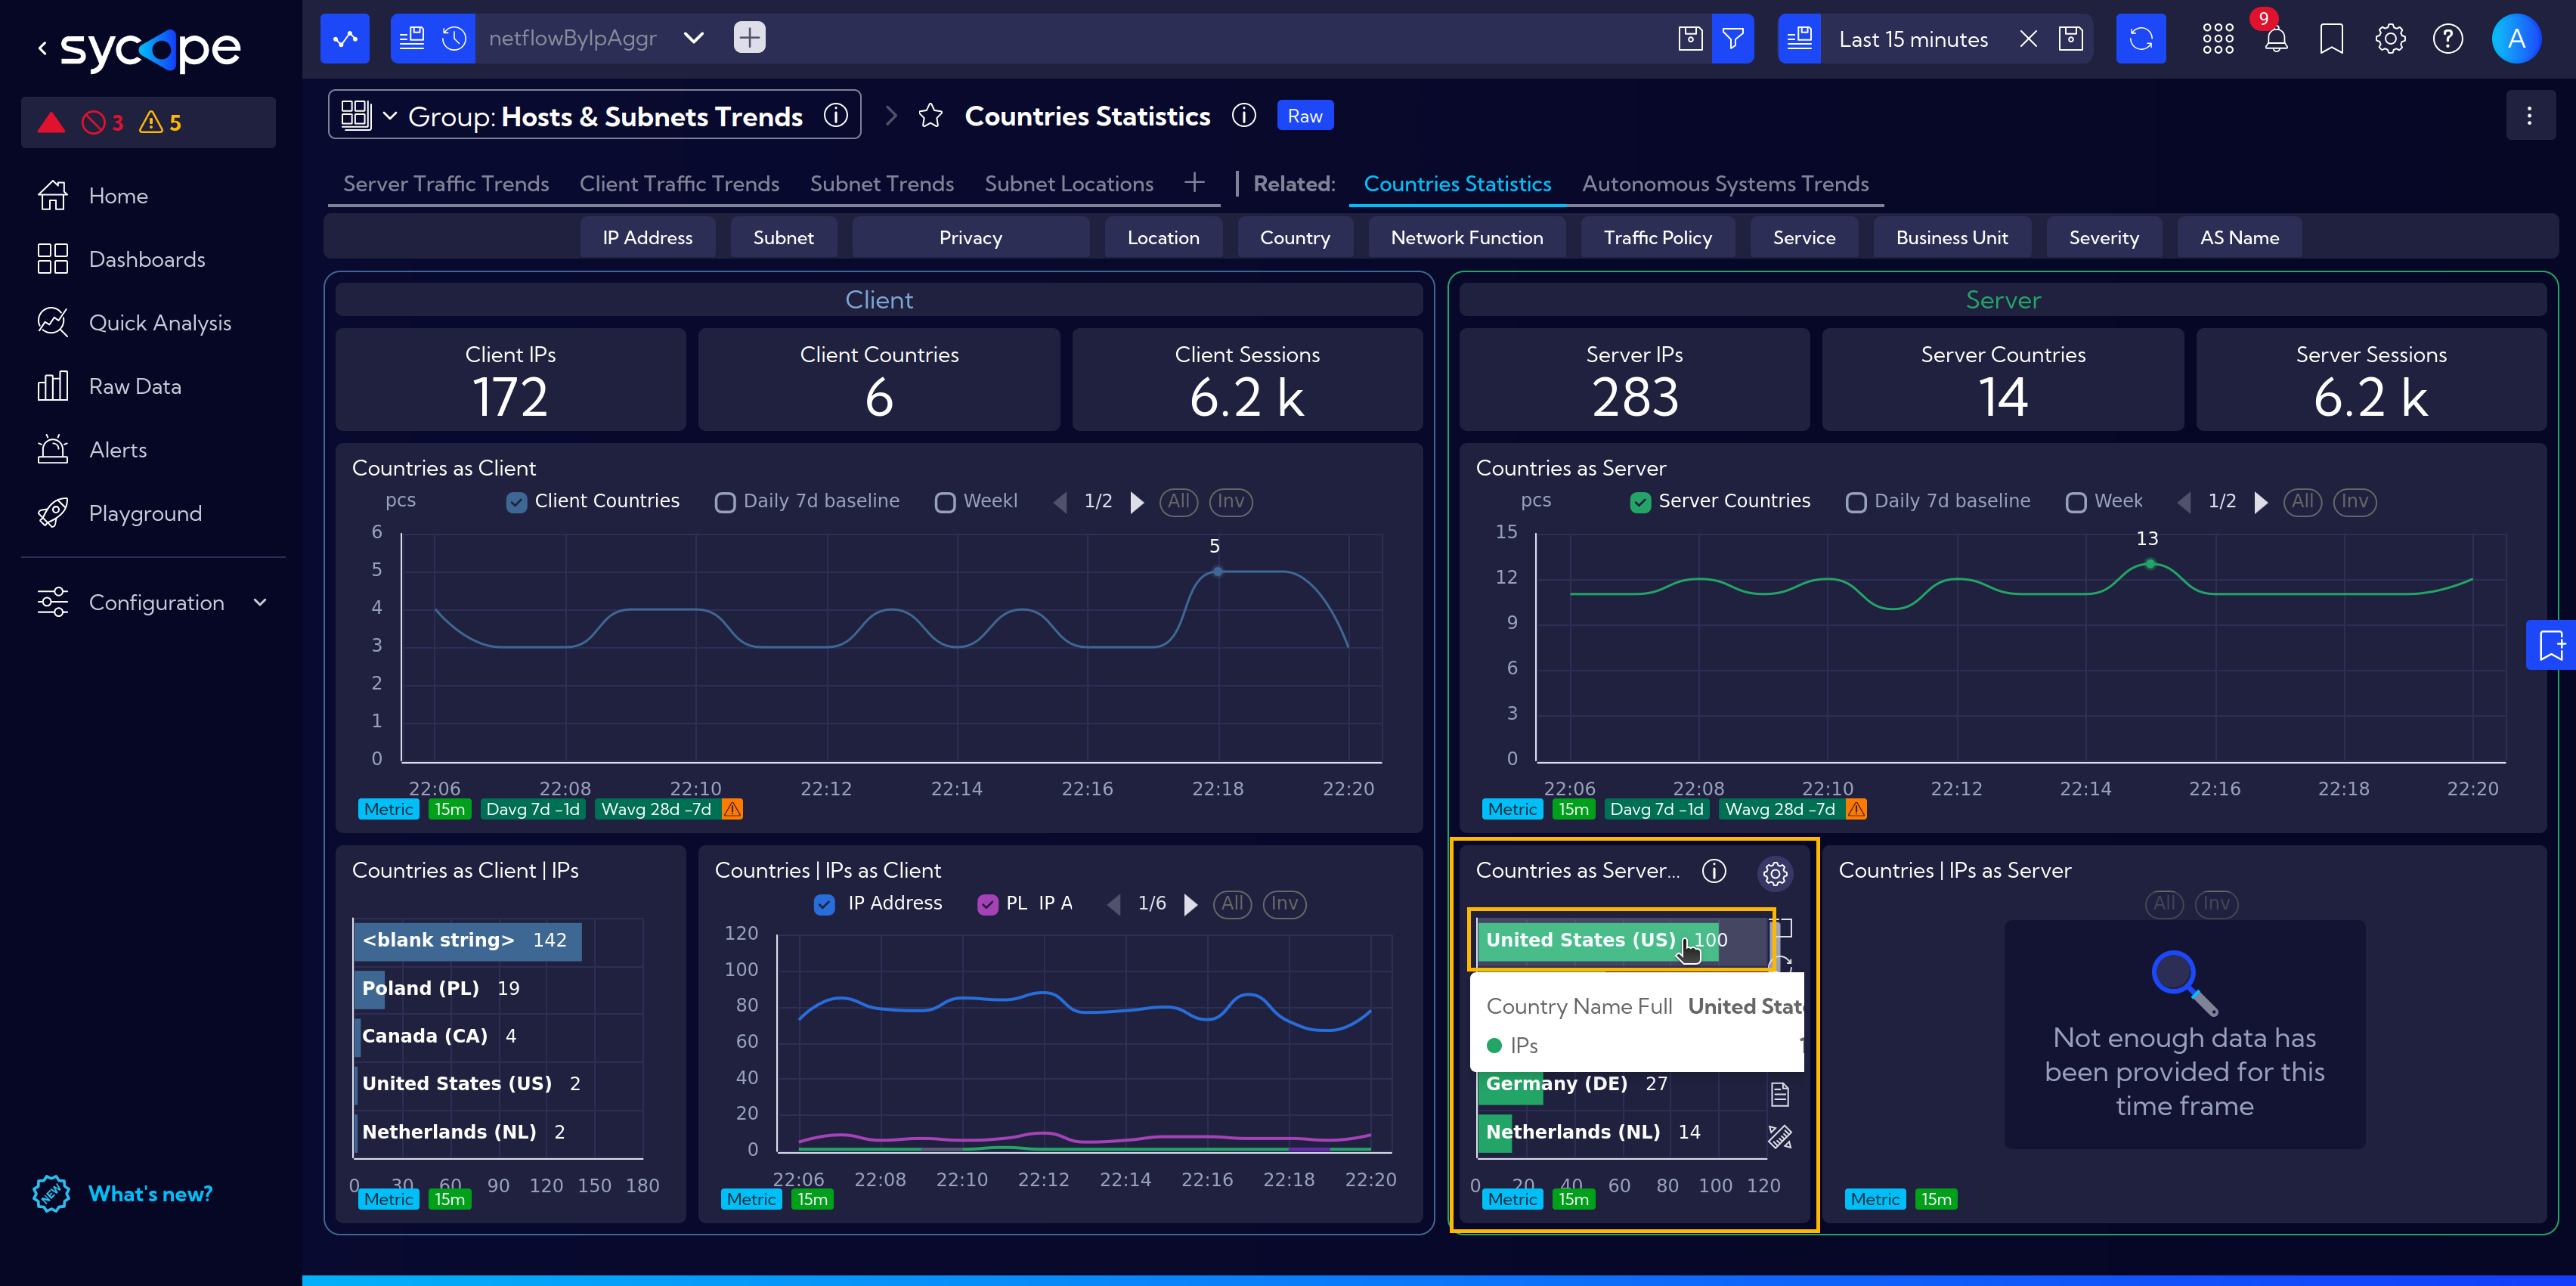 sycope
3
5
Home
Dashboards
Quick Analysis
Raw Data
Alerts
Playground
Configuration
NEW
What's new?
netflowByIpAggr
Last 15 minutes
9
A
Group: Hosts & Subnets Trends
Countries Statistics
Raw
Server Traffic Trends
Client Traffic Trends
Subnet Trends
Subnet Locations
Related:
Countries Statistics
Autonomous Systems Trends
IP Address
Subnet
Privacy
Location
Country
Network Function
Traffic Policy
Service
Business Unit
Severity
AS Name
Client
Client IPs
172
Client Countries
6
Client Sessions
6.2 k
Countries as Client
pcs
Client Countries
Daily 7d baseline
Weekl
1/2
All
Inv
6
5
4
3
2
1
0
5
22:06
22:08
22:10
22:12
22:14
22:16
22:18
22:20
Metric
15m
Davg 7d -1d
Wavg 28d -7d
Countries as Client | IPs
<blank string> 142
Poland (PL) 19
Canada (CA) 4
United States (US) 2
Netherlands (NL) 2
0 30 60 90 120 150 180
Metric
15m
Countries | IPs as Client
IP Address
PL IP A
1/6
All
Inv
120
100
80
60
40
20
0
22:06
22:08
22:10
22:12
22:14
22:16
22:18
22:20
Metric
15m
Server
Server IPs
283
Server Countries
14
Server Sessions
6.2 k
Countries as Server
pcs
Server Countries
Daily 7d baseline
Week
1/2
All
Inv
15
12
9
6
3
0
13
22:06
22:08
22:10
22:12
22:14
22:16
22:18
22:20
Metric
15m
Davg 7d -1d
Wavg 28d -7d
Countries as Server...
United States (US) 100
Country Name Full United Stat
IPs
Germany (DE) 27
Netherlands (NL) 14
0 20 40 60 80 100 120
Metric
15m
Countries | IPs as Server
All
Inv
Not enough data has
been provided for this
time frame
Metric
15m